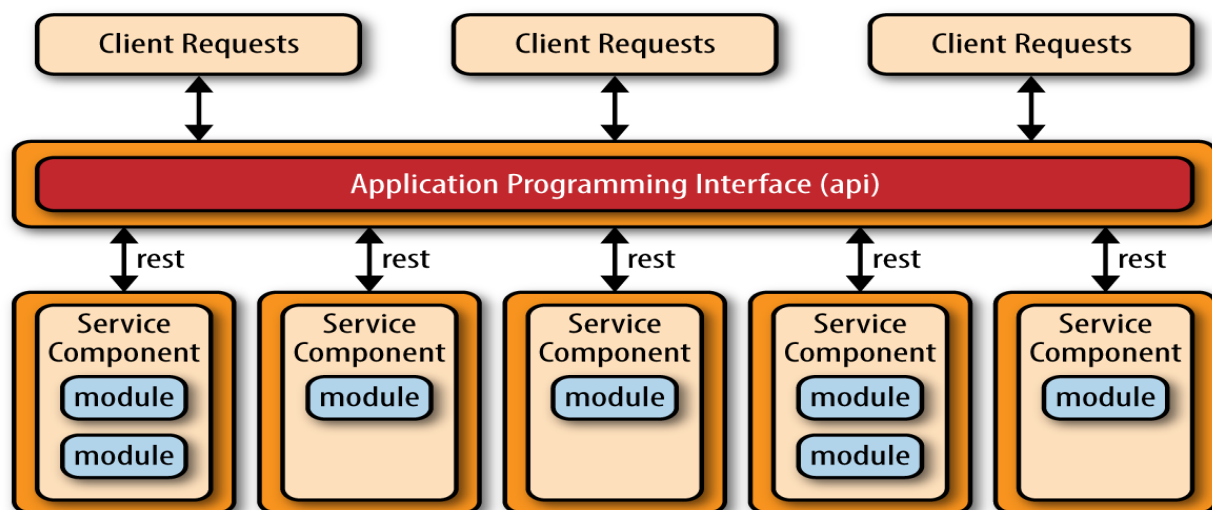 Client Requests
Client Requests
Client Requests
Application Programming Interface (api)
rest
rest
rest
rest
rest
Service
Component
module
module
Service
Component
module
Service
Component
module
Service
Component
module
module
Service
Component
module